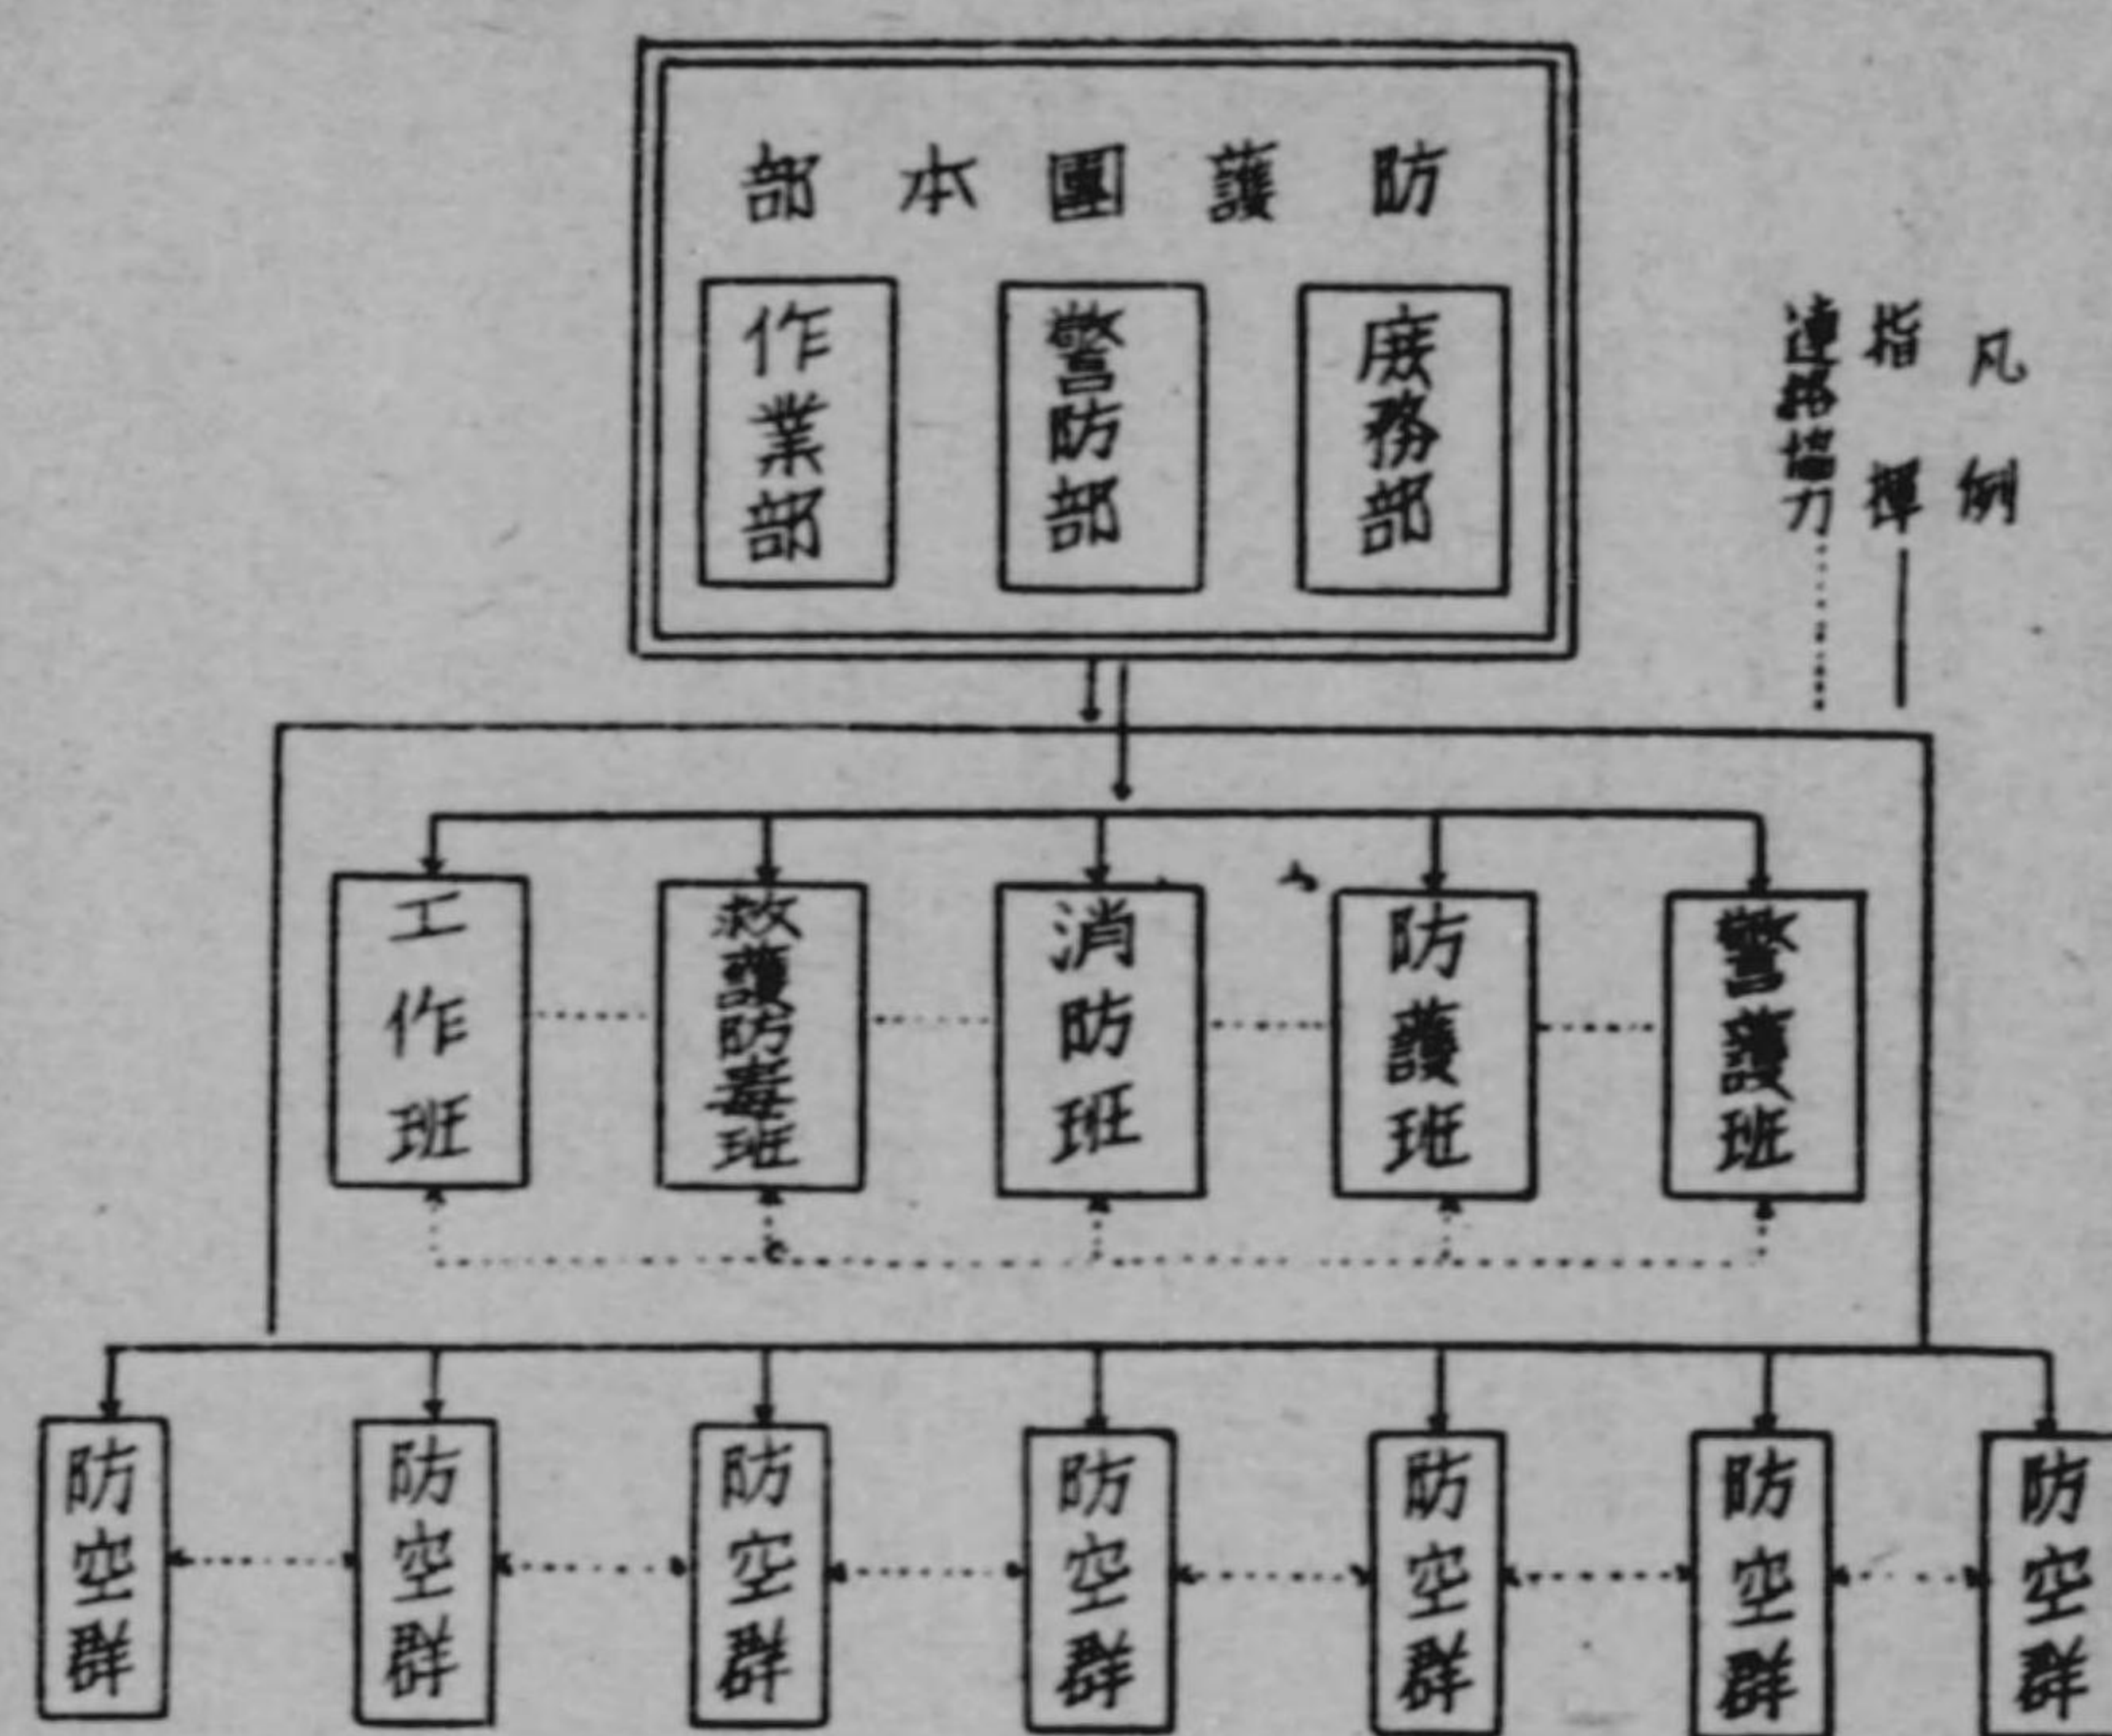 防護團本部
庶務部
警防部
作業部
凡例
指揮
連絡協力
警護班
防護班
消防班
救護防毒班
工作班
防空群
防空群
防空群
防空群
防空群
防空群
防空群